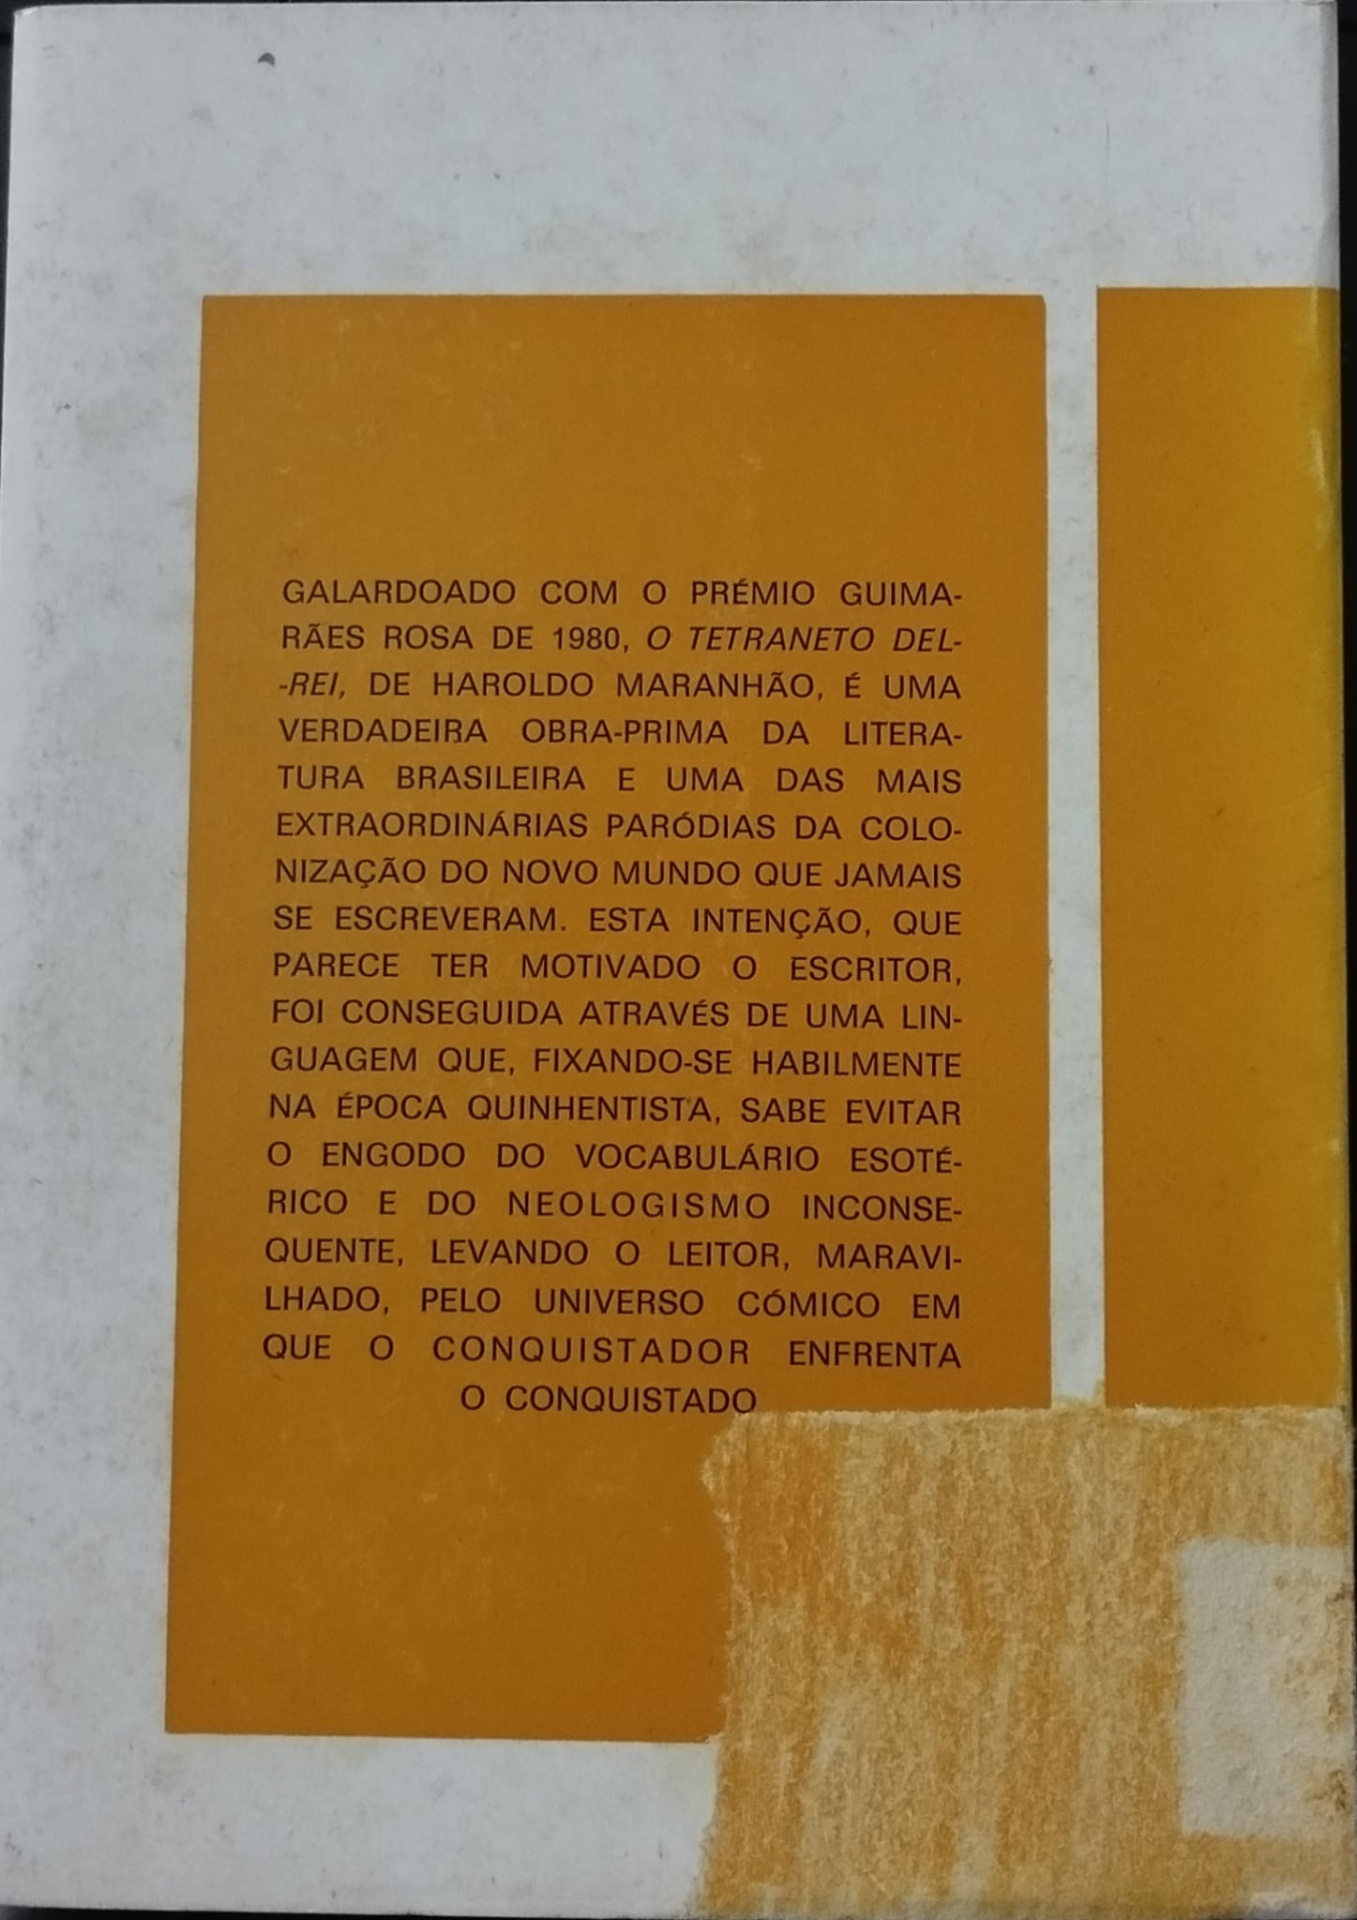 GALARDOADO COM O PRÉMIO GUIMA-
RÃES ROSA DE 1980, O TETRANETO DEL-
-REI, DE HAROLDO MARANHÃO, É UMA
VERDADEIRA OBRA-PRIMA DA LITERA-
TURA BRASILEIRA E UMA DAS MAIS
EXTRAORDINÁRIAS PARÓDIAS DA COLO-
NIZAÇÃO DO NOVO MUNDO QUE JAMAIS
SE ESCREVERAM. ESTA INTENÇÃO, QUE
PARECE TER MOTIVADO O ESCRITOR,
FOI CONSEGUIDA ATRAVÉS DE UMA LIN-
GUAGEM QUE, FIXANDO-SE HABILMENTE
NA ÉPOCA QUINHENTISTA, SABE EVITAR
O ENGODO DO VOCABULÁRIO ESOTÉ-
RICO E DO NEOLOGISMO INCONSE-
QUENTE, LEVANDO O LEITOR, MARAVI-
LHADO, PELO UNIVERSO CÓMICO EM
QUE O CONQUISTADOR ENFRENTA
O CONQUISTADO